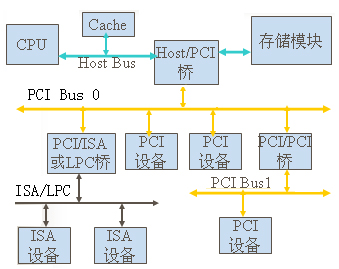 Cache
CPU
Host/PCI
桥
存储模块
Host Bus
PCI Bus 0
PCI/ISA
或LPC桥
PCI
设备
PCI
设备
PCI/PCI
桥
ISA/LPC
PCI Bus1
ISA
设备
ISA
设备
PCI
设备